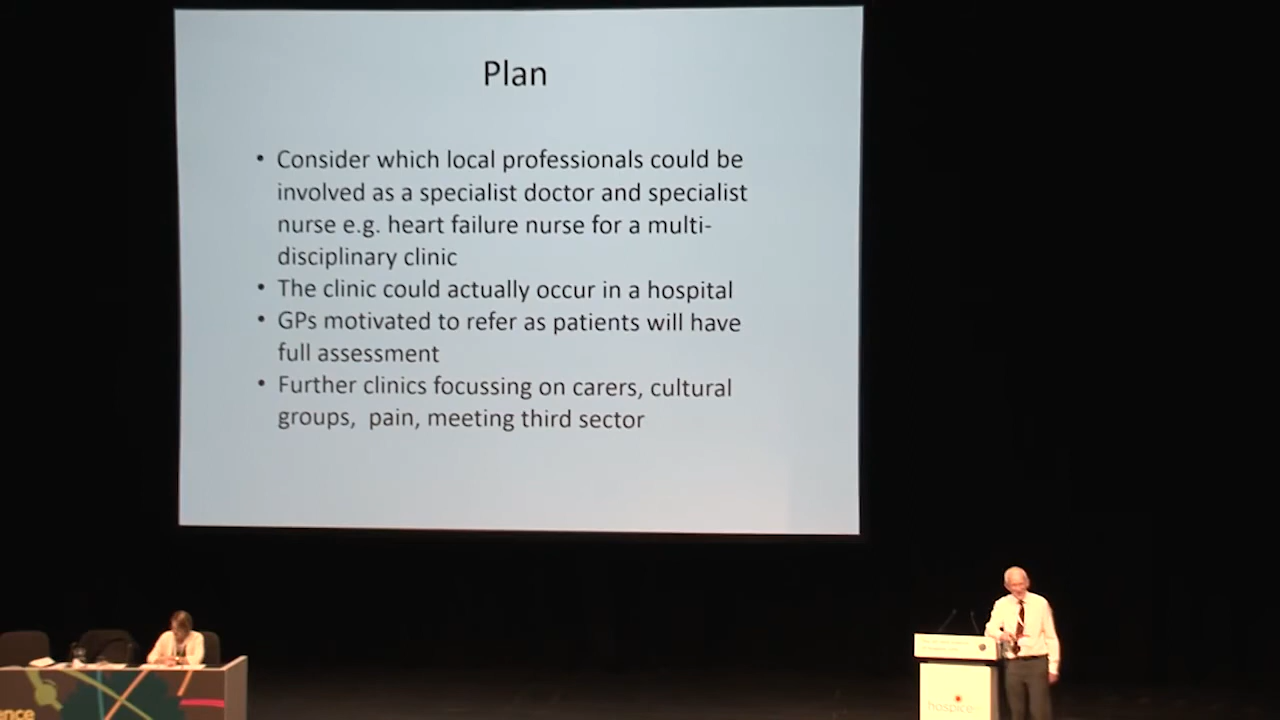 Plan
• Consider which local professionals could be
involved as a specialist doctor and specialist
nurse e.g. heart failure nurse for a multi-
disciplinary clinic
• The clinic could actually occur in a hospital
• GPs motivated to refer as patients will have
full assessment
• Further clinics focussing on carers, cultural
groups,  pain, meeting third sector
hospice
ence